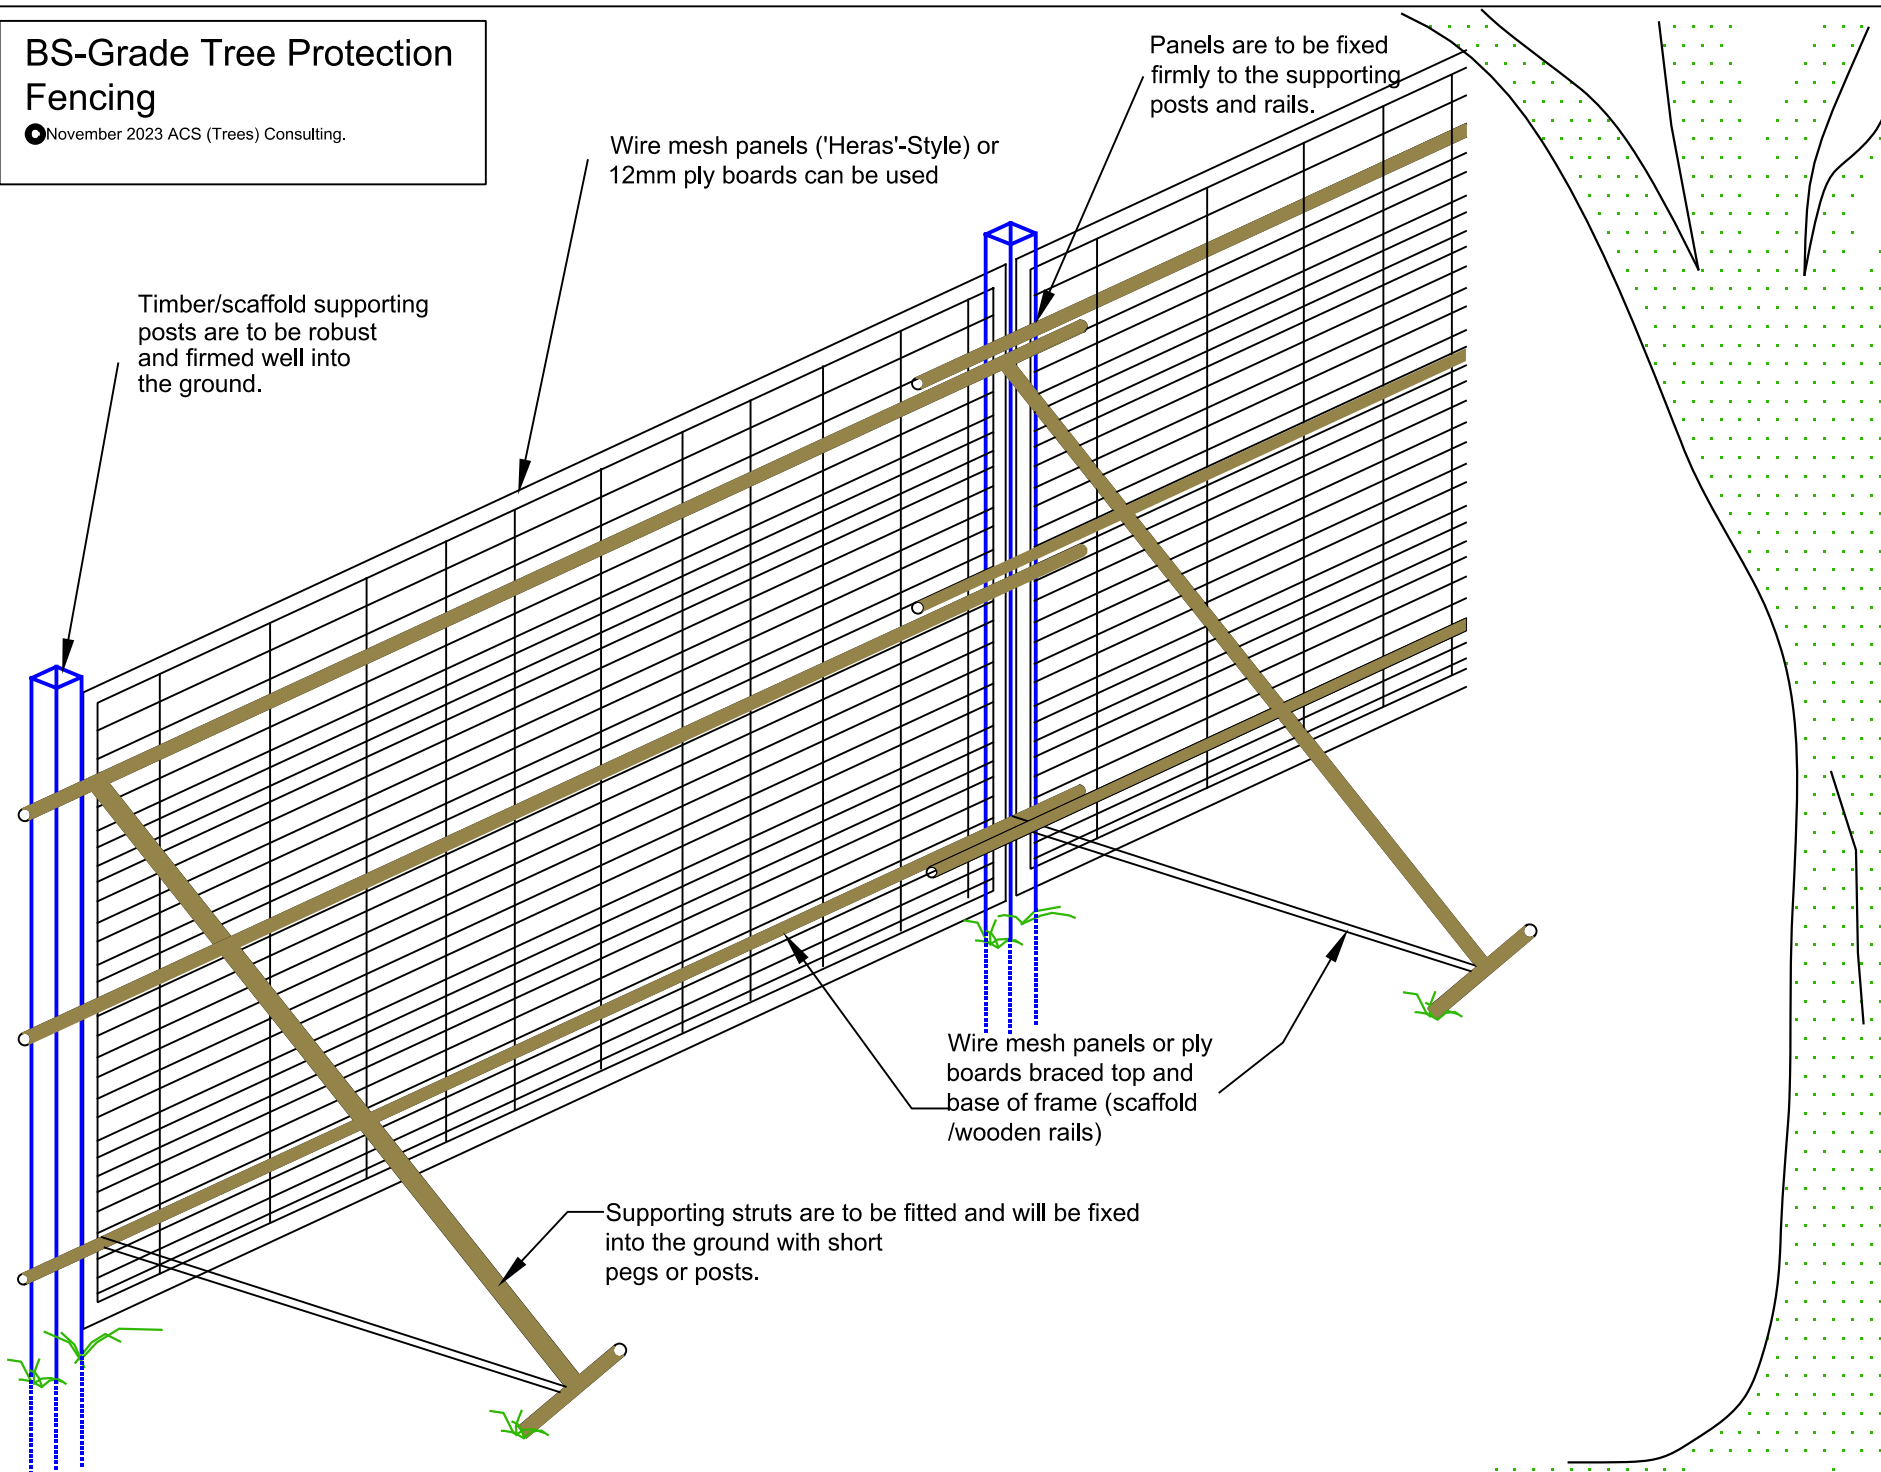 BS-Grade Tree Protection
Fencing
November 2023 ACS (Trees) Consulting.
Panels are to be fixed
firmly to the supporting
posts and rails.
Wire mesh panels ('Heras'-Style) or
12mm ply boards can be used
Timber/scaffold supporting
posts are to be robust
and firmed well into
the ground.
Wire mesh panels or ply
boards braced top and
base of frame (scaffold
/wooden rails)
Supporting struts are to be fitted and will be fixed
into the ground with short
pegs or posts.